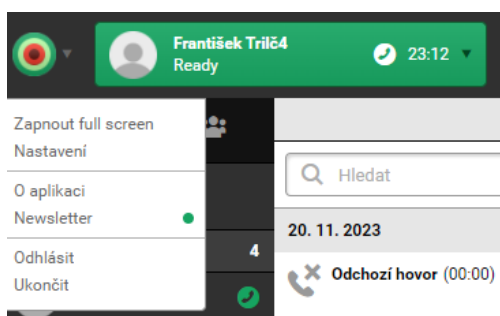 František Trilč4
Ready
23:12
Zapnout full screen
Nastavení
O aplikaci
Newsletter
Odhlásit
Ukončit
4
Hledat
20. 11. 2023
Odchozí hovor (00:00)